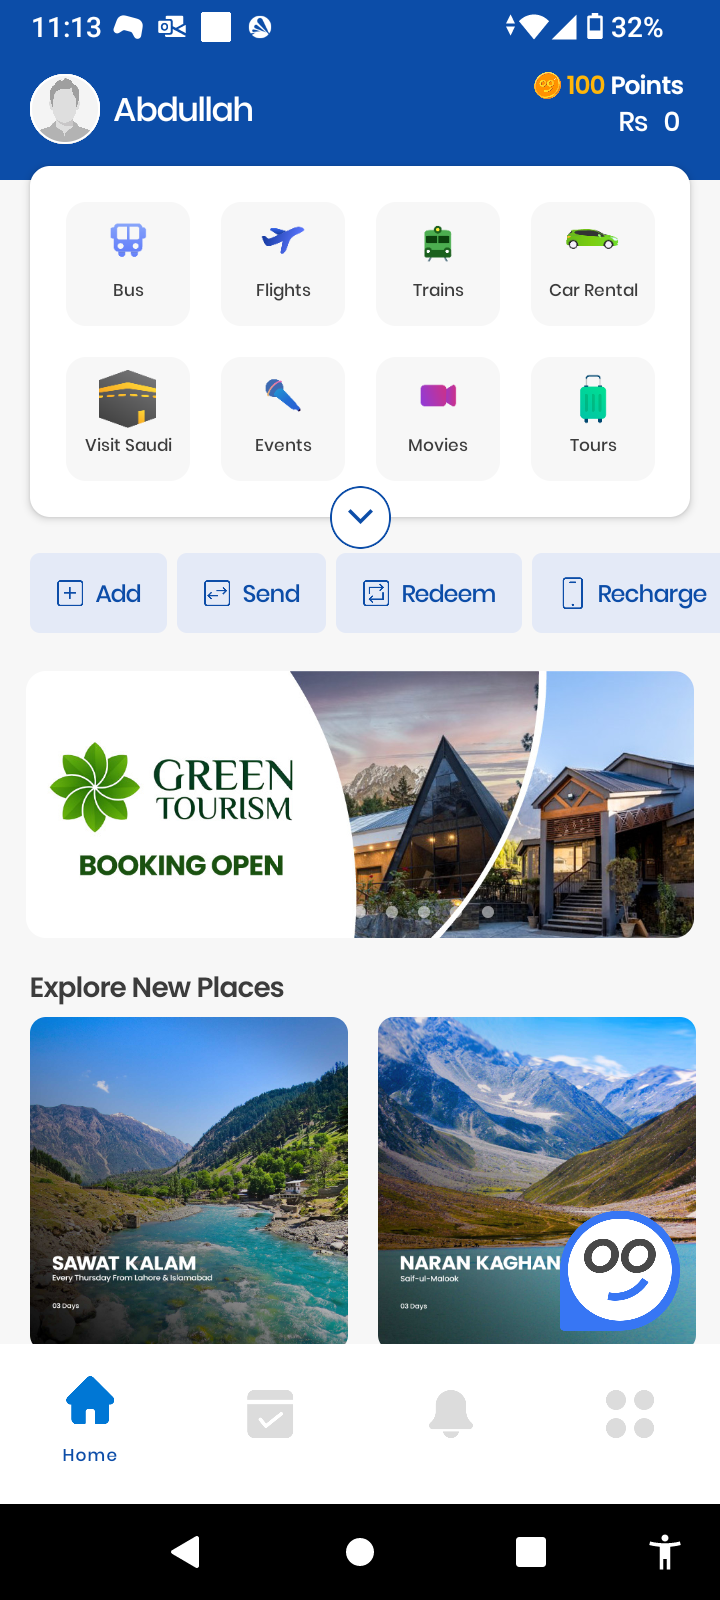 11:13
32%
Abdullah
100 Points
Rs 0
Bus
Flights
Trains
Car Rental
Visit Saudi
Events
Movies
Tours
Add
Send
Redeem
Recharge
GREEN
TOURISM
BOOKING OPEN
Explore New Places
SAWAT KALAM
Every Thursday From Lahore & Islamabad
03 Days
NARAN KAGHAN
Saif-ul-Malook
03 Days
Home